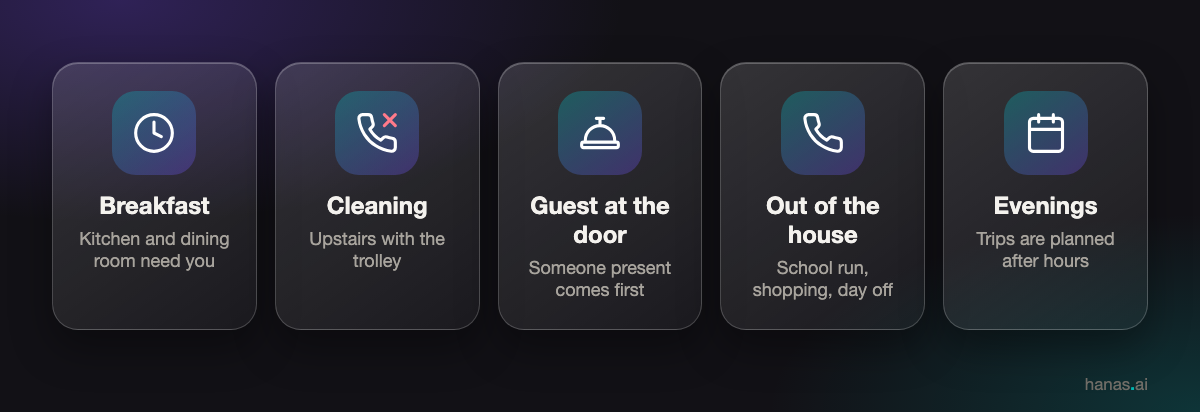 Breakfast
Kitchen and dining
room need you
Cleaning
Upstairs with the
trolley
Guest at the
door
Someone present
comes first
Out of the
house
School run,
shopping, day off
Evenings
Trips are planned
after hours
hanas.ai